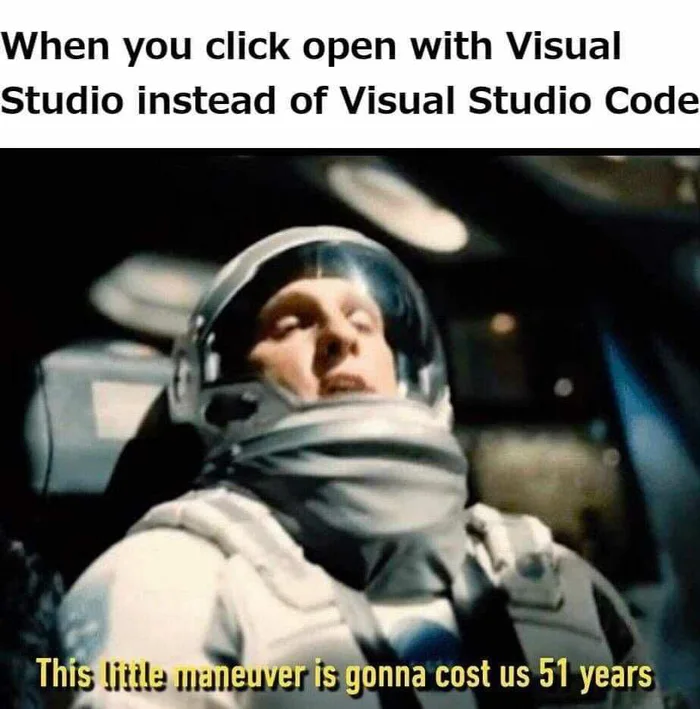 When you click open with Visual
Studio instead of Visual Studio Code
This little maneuver is gonna cost us 51 years